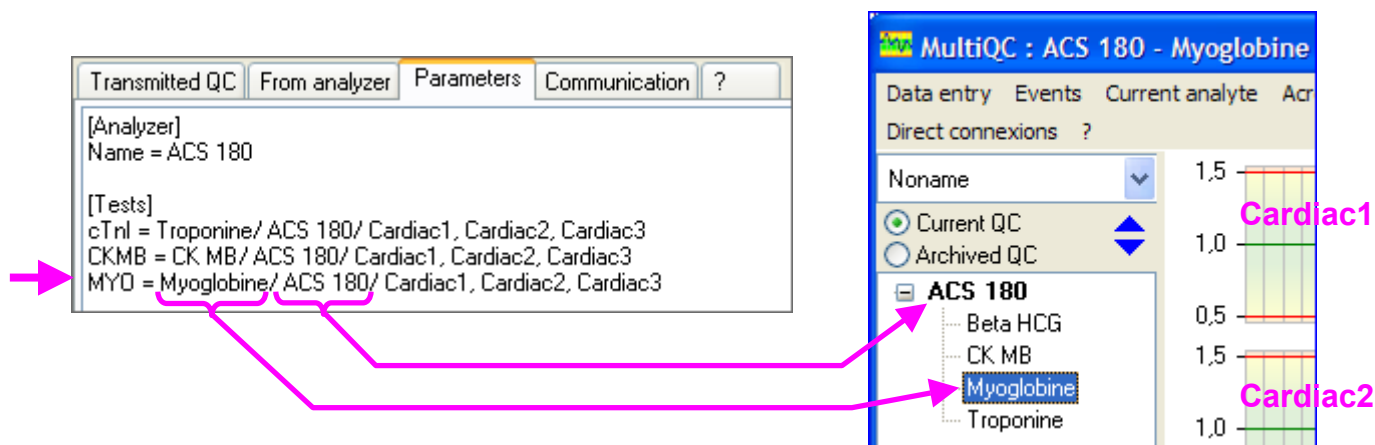 Transmitted QC From analyzer Parameters Communication ?
[Analyzer]
Name = ACS 180
[Tests]
cTnI = Troponine/ ACS 180/ Cardiac1, Cardiac2, Cardiac3
CKMB = CK MB/ ACS 180/ Cardiac1, Cardiac2, Cardiac3
MYO = Myoglobine/ ACS 180/ Cardiac1, Cardiac2, Cardiac3
MultiQC : ACS 180 - Myoglobine
Data entry Events Current analyte Acr
Direct connexions ?
Noname
Current QC
Archived QC
ACS 180
Beta HCG
CK MB
Myoglobine
Troponine
1,5
Cardiac1
1,0
0,5
1,5
Cardiac2
1,0